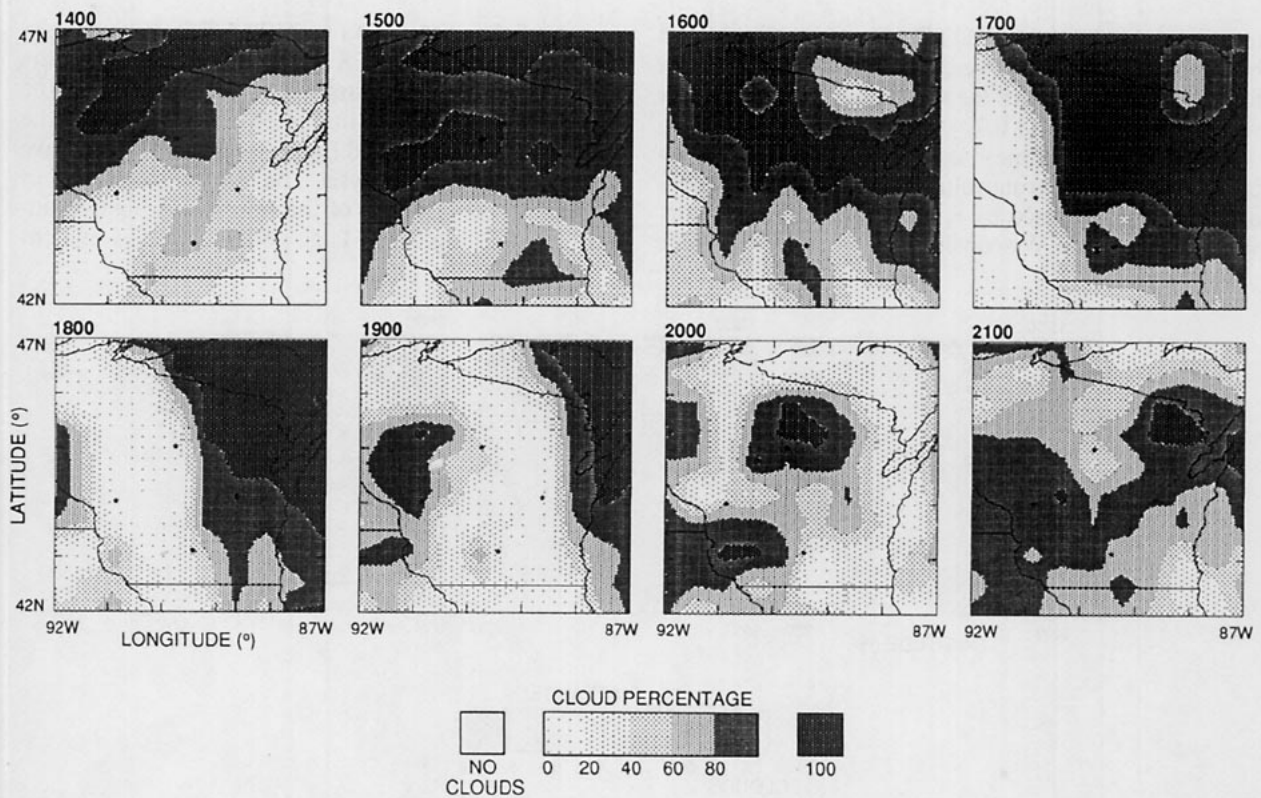 1400 1500 1600 1700
47N
42N
1800 1900 2000 2100
47N
LATITUDE (°)
42N
92W 87W 92W 87W 92W 87W 92W 87W
LONGITUDE (°)
CLOUD PERCENTAGE
NO CLOUDS
0 20 40 60 80 100